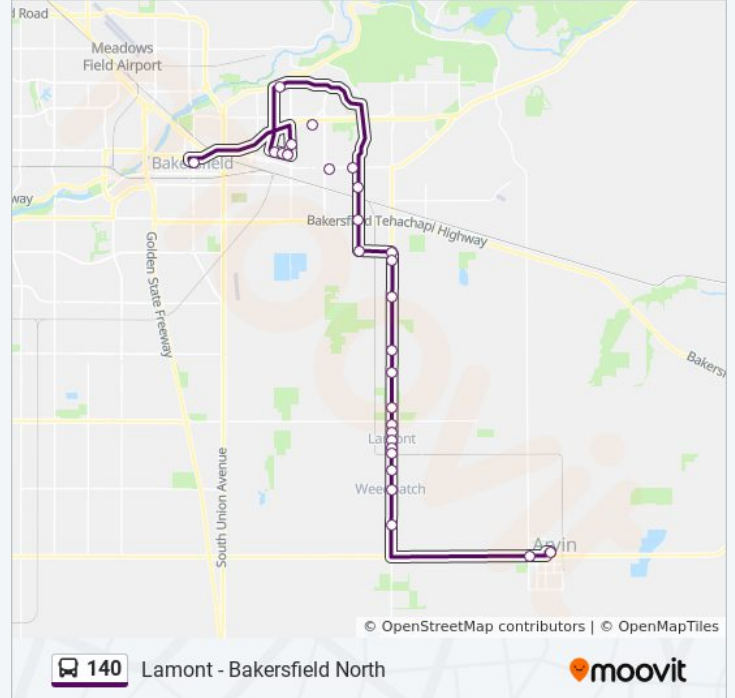 d Road
Meadows
Field Airport
Bakersfield
way
Bakersfield Tehachapi Highway
Golden State Freeway
Bakers
Lamont
Weedpatch
South Union Avenue
Arvin
moovit
© OpenStreetMap contributors | © OpenMapTiles
140 Lamont - Bakersfield North
moovit